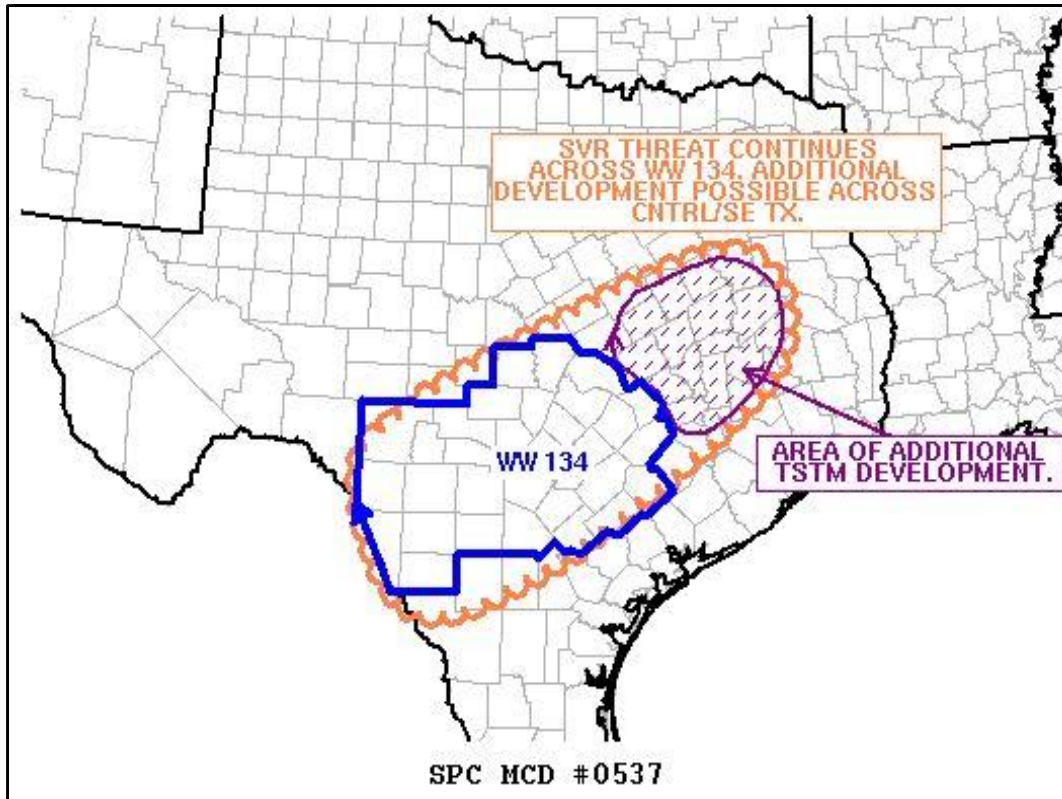 SVR THREAT CONTINUES
ACROSS WW 134. ADDITIONAL
DEVELOPMENT POSSIBLE ACROSS
CNTRL/SE TX.
WW 134
AREA OF ADDITIONAL
TSTM DEVELOPMENT.
SPC MCD #0537